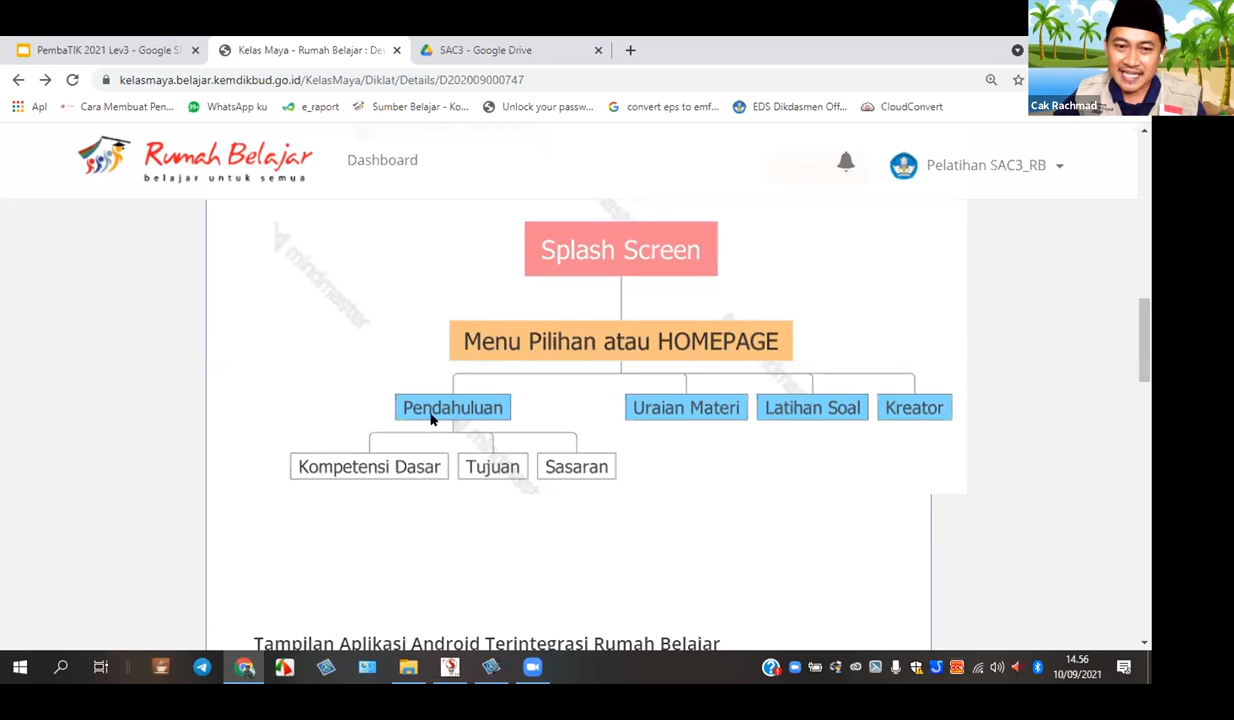 PembaTIK 2021 Lev3 - Google Sl
Kelas Maya - Rumah Belajar : De
SAC3 - Google Drive
kelasmaya.belajar.kemdikbud.go.id/KelasMaya/Diklat/Details/D202009000747
Apl
Cara Membuat Pen...
WhatsApp ku
e_raport
Sumber Belajar - Ko...
Unlock your passw...
convert eps to emf...
EDS Dikdasmen Off...
CloudConvert
Cak Rachmad
Rumah Belajar
belajar untuk semua
Dashboard
Pelatihan SAC3_RB
Splash Screen
mindmaster
Menu Pilihan atau HOMEPAGE
Pendahuluan
Uraian Materi
Latihan Soal
Kreator
Kompetensi Dasar
Tujuan
Sasaran
Tampilan Aplikasi Android Terintegrasi Rumah Belajar
14.56
10/09/2021